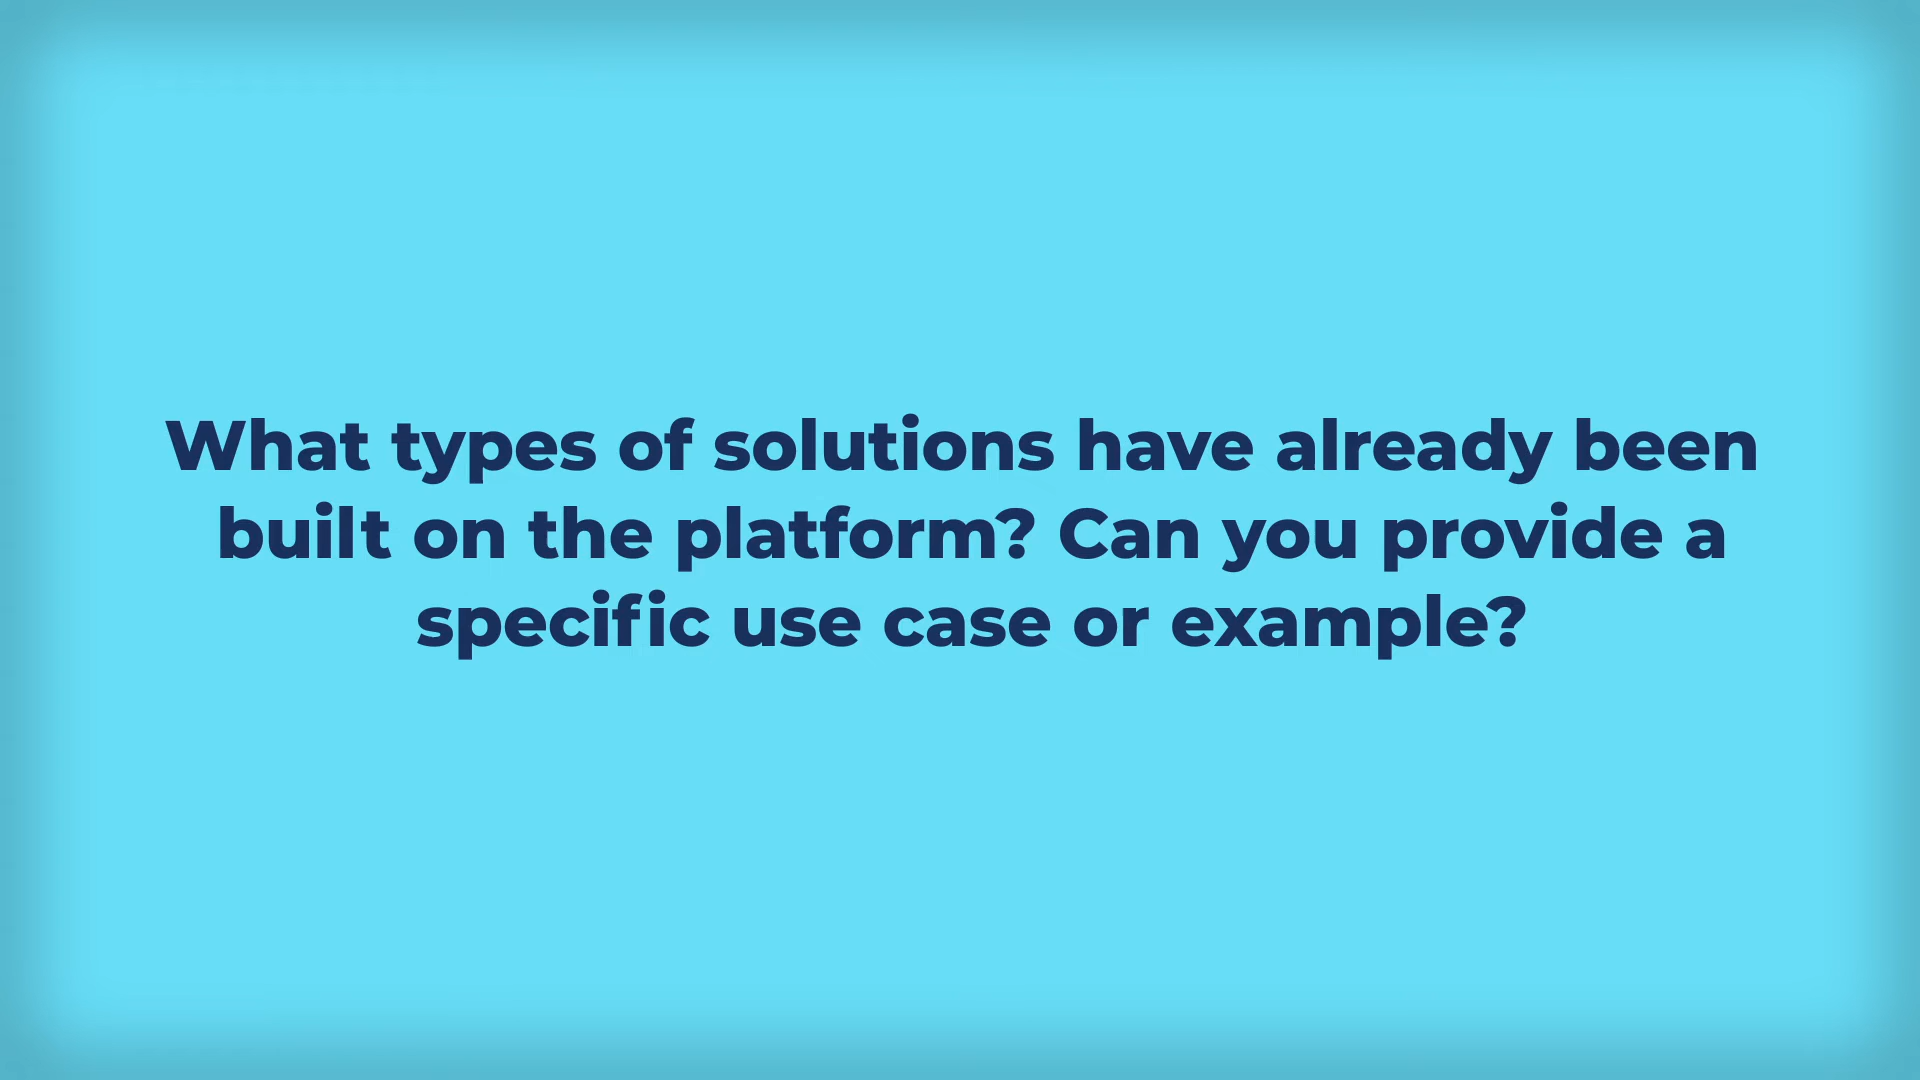 What types of solutions have already been
built on the platform? Can you provide a
specific use case or example?